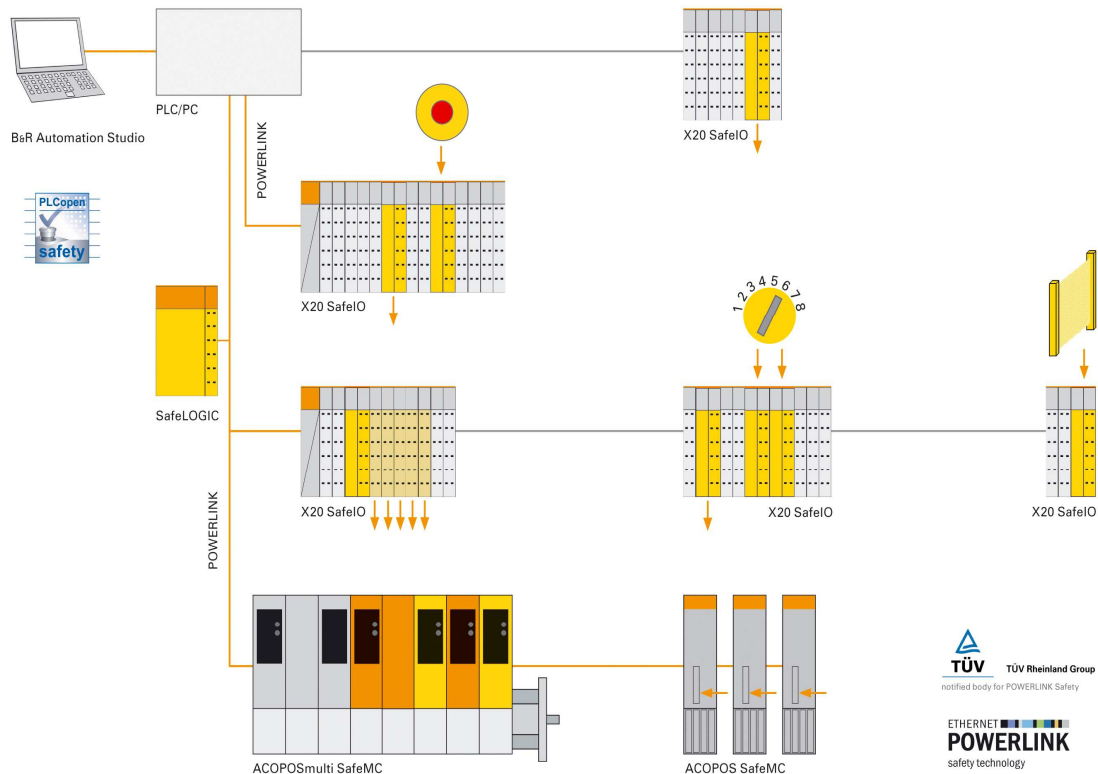 PLC/PC
X20 SafeIO
B&R Automation Studio
POWERLINK
PLCopen
safety
X20 SafeIO
1 2 3 4 5 6 7 8
SafeLOGIC
X20 SafeIO
X20 SafeIO
X20 SafeIO
POWERLINK
TÜV
TÜV Rheinland Group
notified body for POWERLINK Safety
ETHERNET
POWERLINK
safety technology
ACOPOSmulti SafeMC
ACOPOS SafeMC